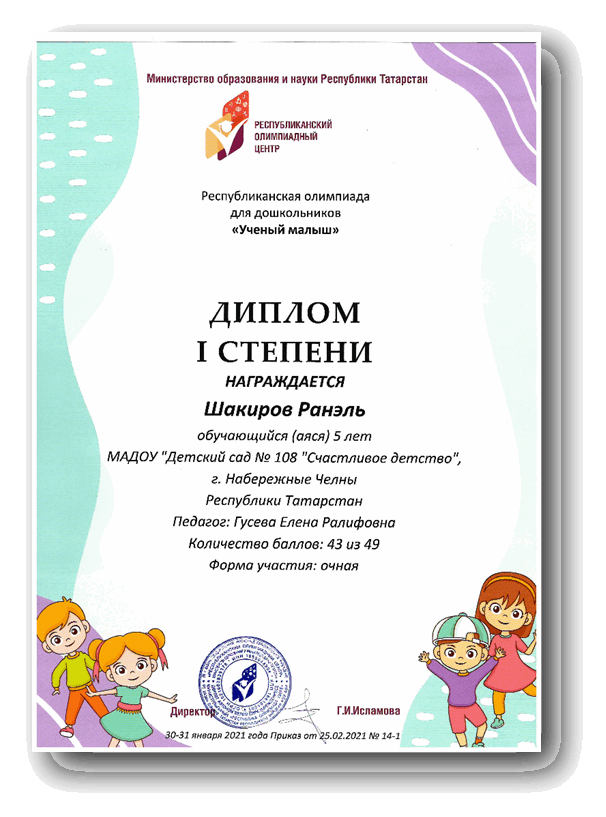 Министерство образования и науки Республики Татарстан
РЕСПУБЛИКАНСКИЙ
ОЛИМПИАДНЫЙ
ЦЕНТР
Республиканская олимпиада
для дошкольников
«Ученый малыш»
ДИПЛОМ
I СТЕПЕНИ
НАГРАЖДАЕТСЯ
Шакиров Ранэль
обучающийся (аяся) 5 лет
МАДОУ "Детский сад № 108 "Счастливое детство",
г. Набережные Челны
Республики Татарстан
Педагог: Гусева Елена Ралифовна
Количество баллов: 43 из 49
Форма участия: очная
Директор
Г.И.Исламова
30-31 января 2021 года Приказ от 25.02.2021 № 14-1